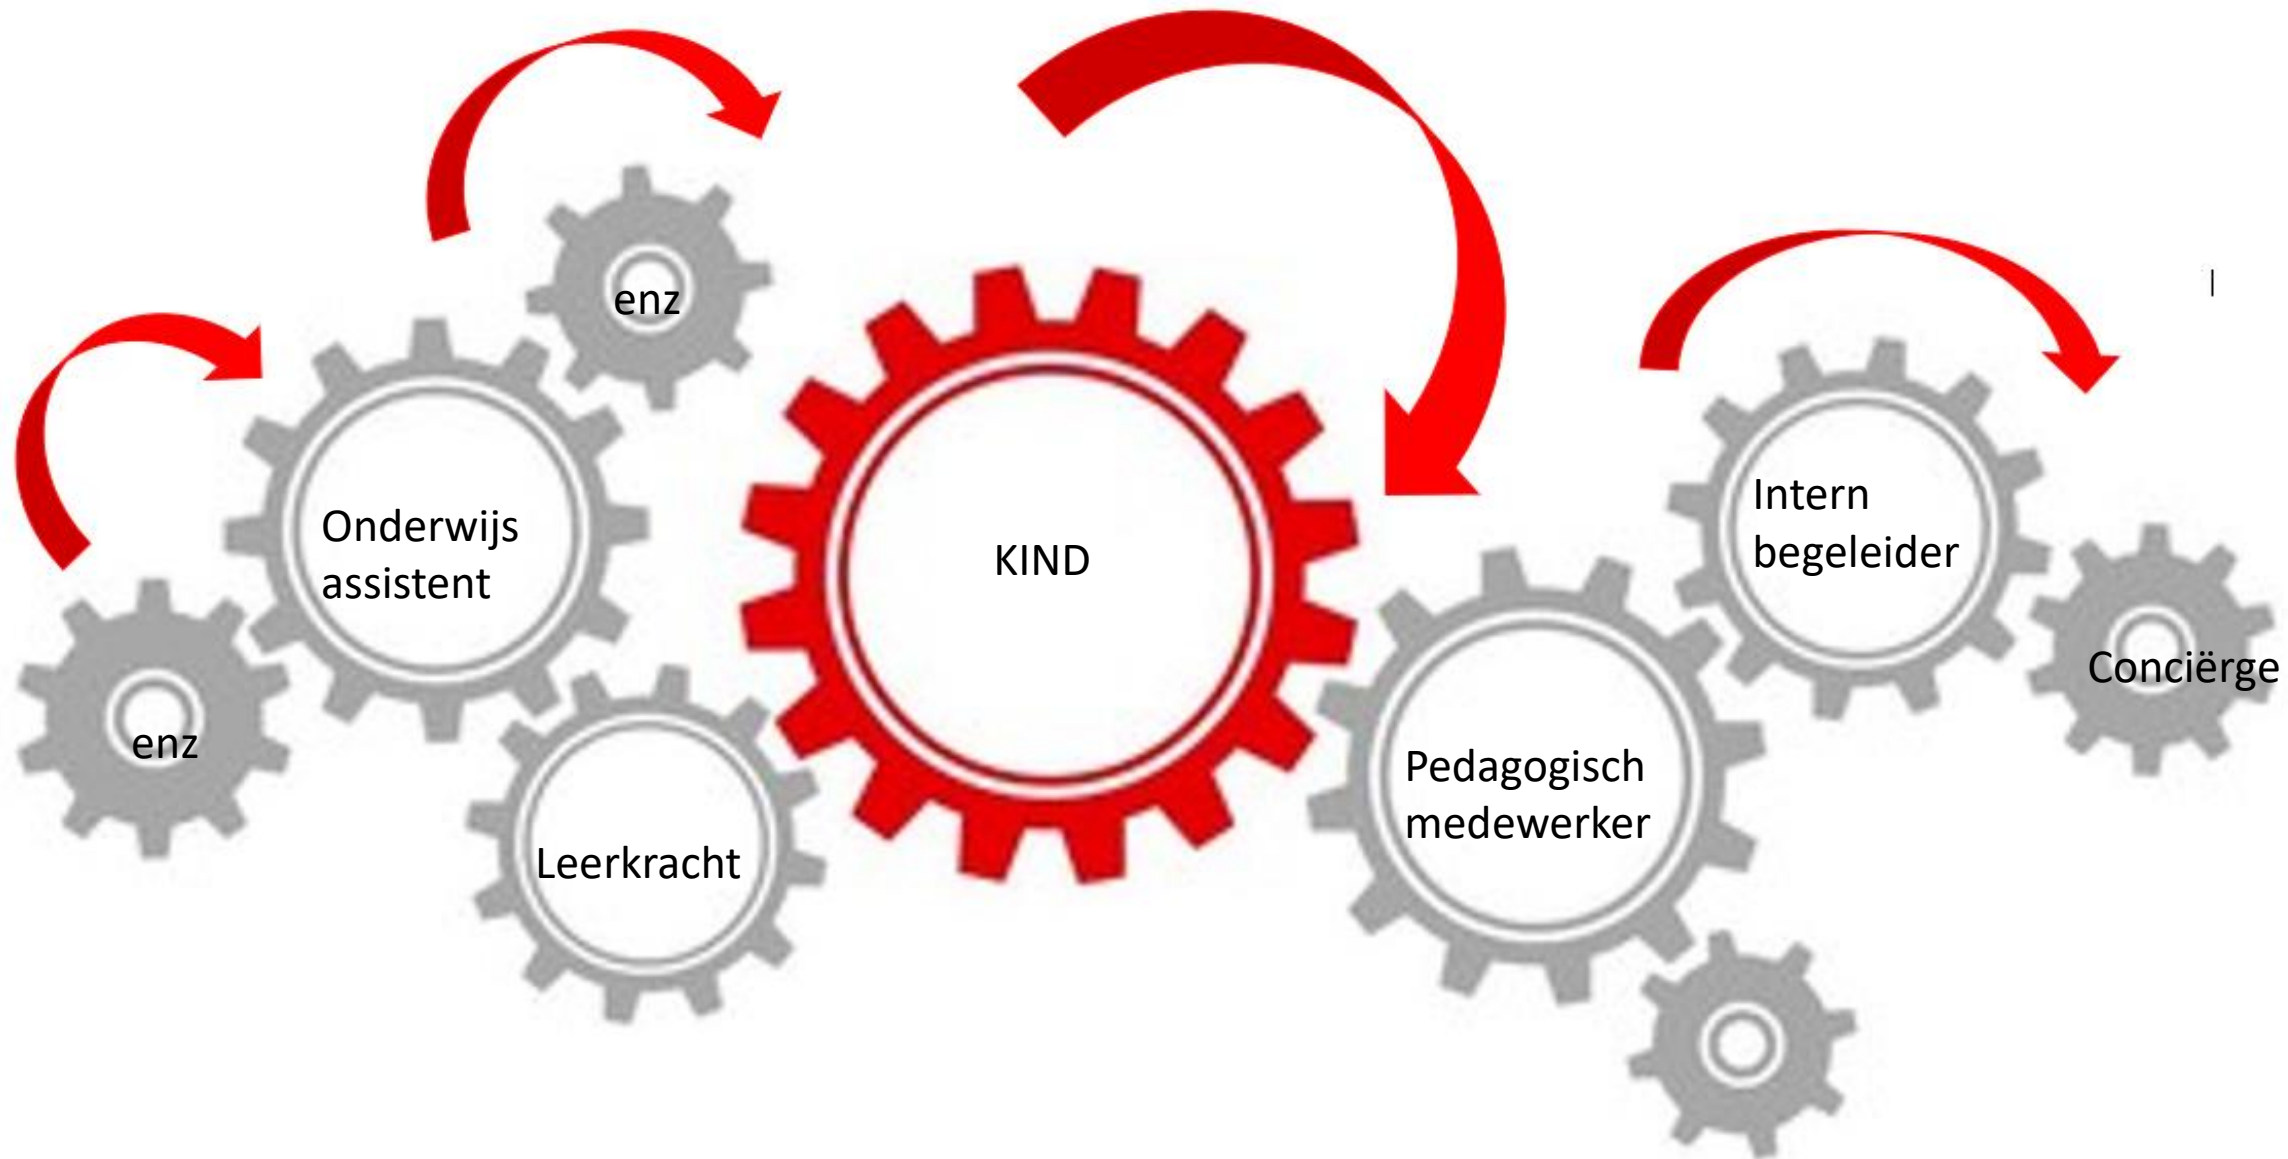 enz
Onderwijs
assistent
enz
Leerkracht
KIND
Pedagogisch
medewerker
Intern
begeleider
Conciërge